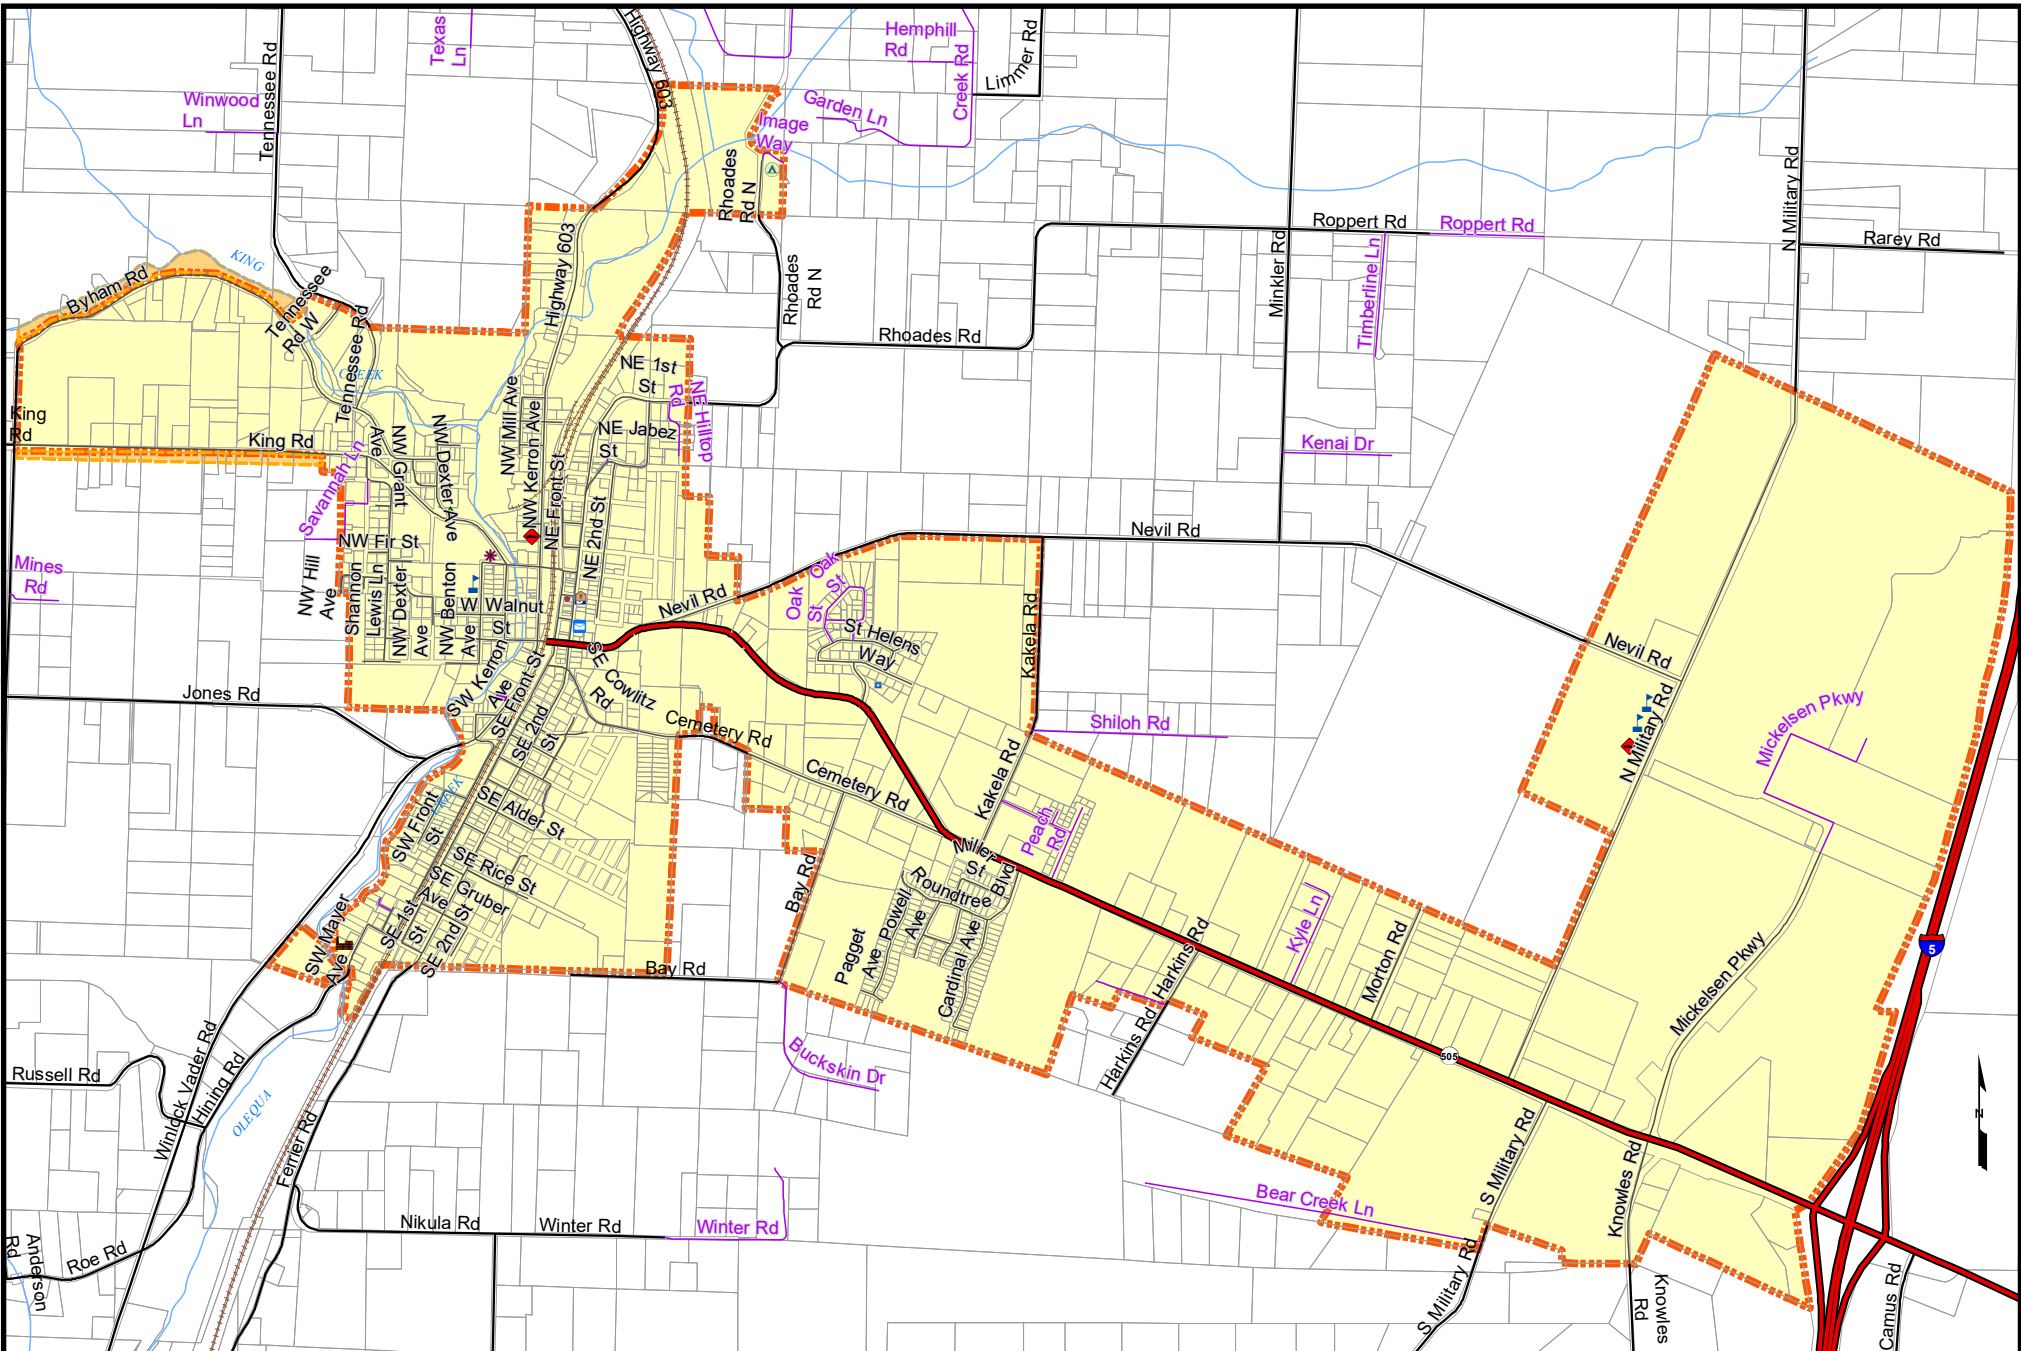 Texas
Ln
Highway 603
Hemphill
Rd
Creek Rd
Limmer Rd
Tennessee Rd
Winwood
Ln
Garden Ln
Image
Way
Rhoades
Rd N
N Military Rd
Roppert Rd
Roppert Rd
Rarey Rd
KING
Byham Rd
Tennessee
Rd W
Tennessee Rd
CREEK
Highway 603
Rhoades
Rd N
Rhoades Rd
Minkler Rd
Timberline Ln
NE 1st
St
Rd
NE Hilltop
NE Jabez
St
King
Rd
King Rd
Savannah Ln
Ave
NW Grant
NW Dexter
Ave
NW Mill Ave
NW Kerron Ave
NE Front St
NE 2nd St
Kenai Dr
Nevil Rd
NW Fir St
Mines
Rd
NW Hill
Ave
Shannon
Lewis Ln
NW Dexter
Ave
NW Benton
Ave
W Walnut
St
Nevil Rd
Oak
St
Oak
St
St Helens
Way
Kakela Rd
Nevil Rd
N Military Rd
Mickelsen Pkwy
Jones Rd
SW Kerron
Ave
SE Front St
SE 2nd
St
SE
Cowlitz
Rd
Cemetery Rd
Cemetery Rd
Shiloh Rd
Kakela Rd
Peach
Rd
CREEK
SW Front
St
SE Alder St
SE Rice St
SE Gruber
Ave
SE 1st
St
SE 2nd St
SW Mayer
Ave
Bay Rd
Bay Rd
Miller
St
Blvd
Roundtree
Powell
Ave
Pagget
Ave
Cardinal Ave
Harkins Rd
Harkins Rd
Kyle Ln
Morton Rd
Mickelsen Pkwy
5
505
Buckskin Dr
Russell Rd
Winlock Vader Rd
Hining Rd
OLEQUA
Ferrier Rd
Nikula Rd
Winter Rd
Winter Rd
Bear Creek Ln
S Military Rd
S Military Rd
Knowles Rd
Knowles
Rd
Camus Rd
Anderson
Rd
Roe Rd
N